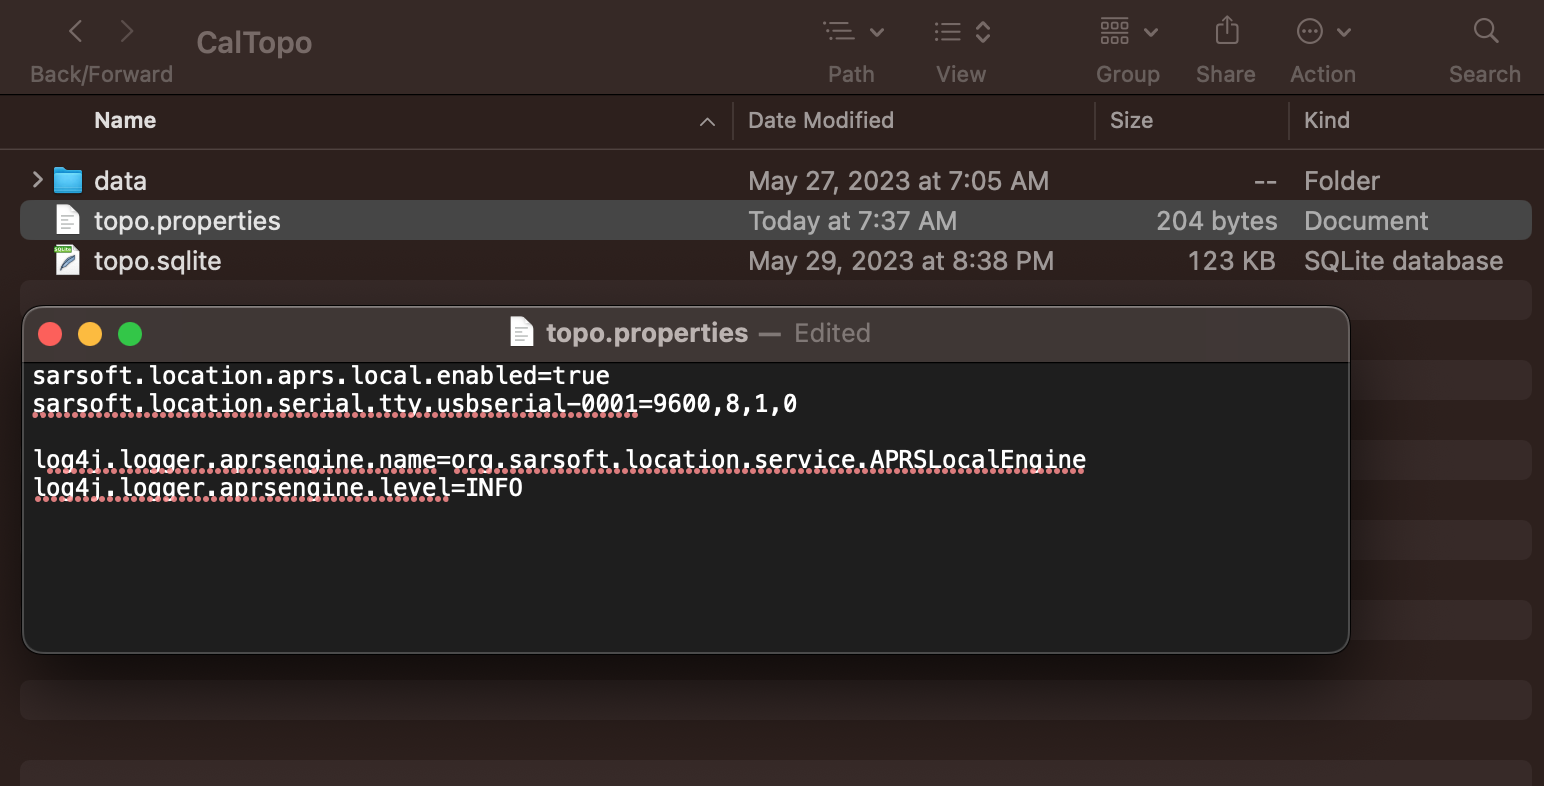 CalTopo
Back/Forward
Path
View
Group
Share
Action
Search
Name Date Modified Size Kind
data May 27, 2023 at 7:05 AM -- Folder
topo.properties Today at 7:37 AM 204 bytes Document
topo.sqlite May 29, 2023 at 8:38 PM 123 KB SQLite database
topo.properties — Edited
sarsoft.location.aprs.local.enabled=true
sarsoft.location.serial.tty.usbserial-0001=9600,8,1,0
log4j.logger.aprsengine.name=org.sarsoft.location.service.APRSLocalEngine
log4j.logger.aprsengine.level=INFO